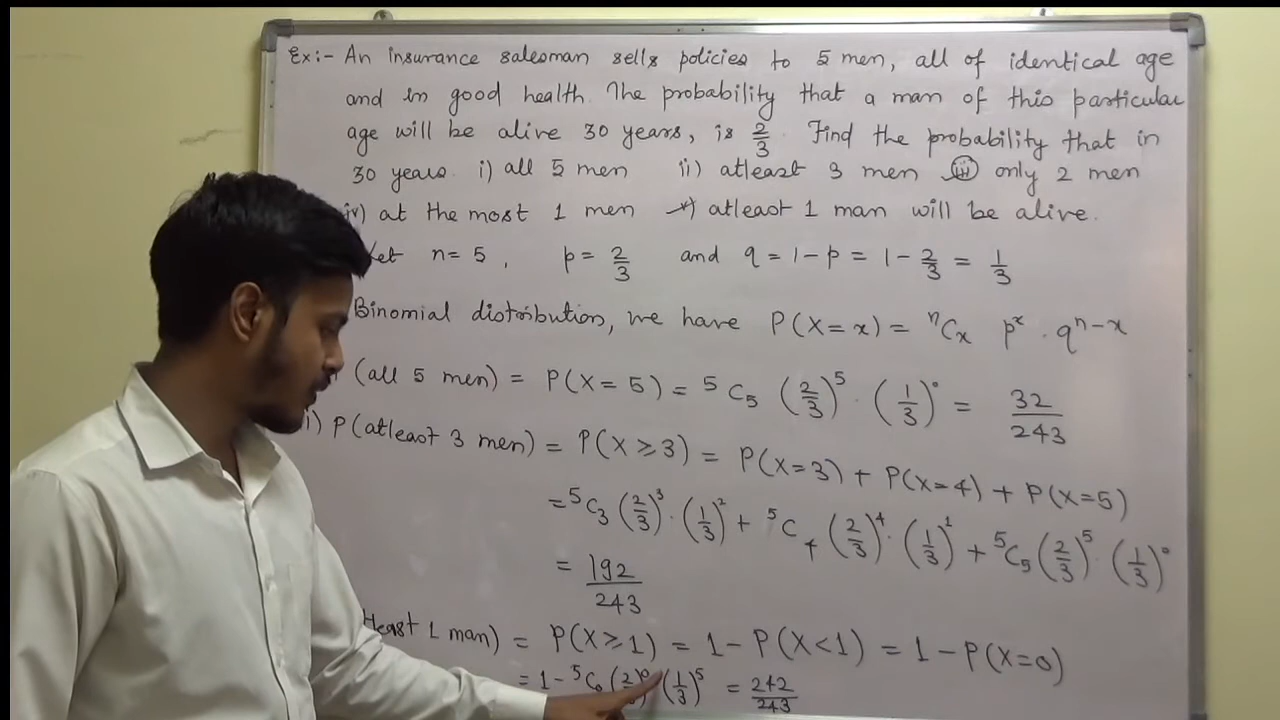 Ex:- An insurance salesman sells policies to 5 men, all of identical age
and in good health. The probability that a man of this particular
age will be alive 30 years, is 2/3. Find the probability that in
30 years. i) all 5 men ii) atleast 3 men iii) only 2 men
iv) at the most 1 men v) atleast 1 man will be alive.
Let n = 5, p = 2/3 and q = 1 - p = 1 - 2/3 = 1/3
Binomial distribution, we have P(X = x) = ⁿCₓ pˣ · qⁿ⁻ˣ
(all 5 men) = P(X = 5) = ⁵C₅ (2/3)⁵ · (1/3)⁰ = 32/243
i) P(atleast 3 men) = P(X ⩾ 3) = P(X=3) + P(X=4) + P(X=5)
= ⁵C₃ (2/3)³ · (1/3)² + ⁵C₄ (2/3)⁴ · (1/3)¹ + ⁵C₅ (2/3)⁵ · (1/3)⁰
= 192/243
least 1 man) = P(X ⩾ 1) = 1 - P(X < 1) = 1 - P(X=0)
= 1 - ⁵C₀ (2/3)⁰ (1/3)⁵ = 242/243